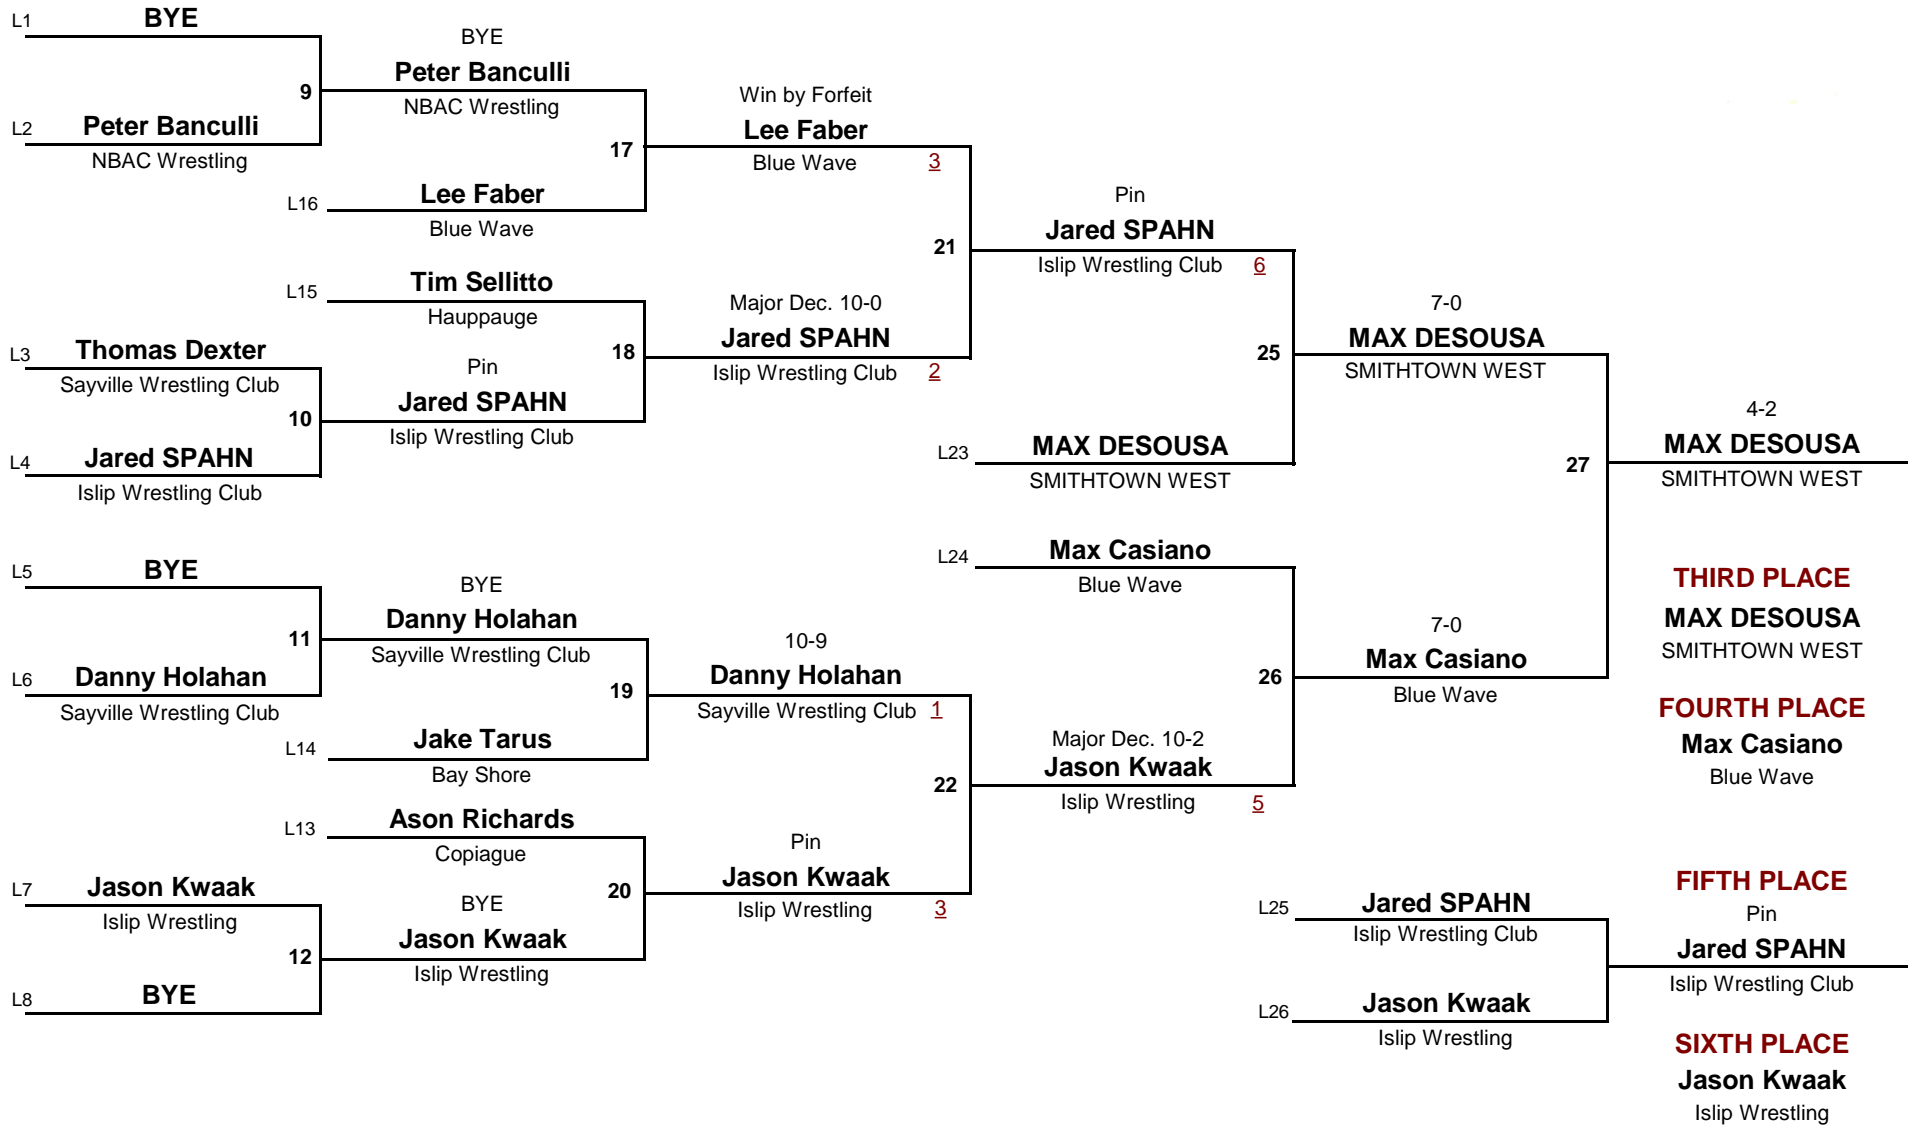 L1 BYE
BYE
9 Peter Banculli
NBAC Wrestling
L2 Peter Banculli
NBAC Wrestling
Win by Forfeit
17 Lee Faber
Blue Wave 3
L16 Lee Faber
Blue Wave
Pin
21 Jared SPAHN
Islip Wrestling Club 6
L15 Tim Sellitto
Hauppauge
Major Dec. 10-0
18 Jared SPAHN
Islip Wrestling Club 2
L3 Thomas Dexter
Sayville Wrestling Club
Pin
10 Jared SPAHN
Islip Wrestling Club
L4 Jared SPAHN
Islip Wrestling Club
7-0
25 MAX DESOUSA
SMITHTOWN WEST
L23 MAX DESOUSA
SMITHTOWN WEST
4-2
27 MAX DESOUSA
SMITHTOWN WEST
L24 Max Casiano
Blue Wave
L5 BYE
BYE
11 Danny Holahan
Sayville Wrestling Club
L6 Danny Holahan
Sayville Wrestling Club
10-9
19 Danny Holahan
Sayville Wrestling Club 1
L14 Jake Tarus
Bay Shore
7-0
26 Max Casiano
Blue Wave
Major Dec. 10-2
22 Jason Kwaak
Islip Wrestling 5
L13 Ason Richards
Copiague
Pin
20 Jason Kwaak
Islip Wrestling 3
L7 Jason Kwaak
Islip Wrestling
BYE
12 Jason Kwaak
Islip Wrestling
L8 BYE
THIRD PLACE
MAX DESOUSA
SMITHTOWN WEST
FOURTH PLACE
Max Casiano
Blue Wave
L25 Jared SPAHN
Islip Wrestling Club
L26 Jason Kwaak
Islip Wrestling
FIFTH PLACE
Pin
Jared SPAHN
Islip Wrestling Club
SIXTH PLACE
Jason Kwaak
Islip Wrestling